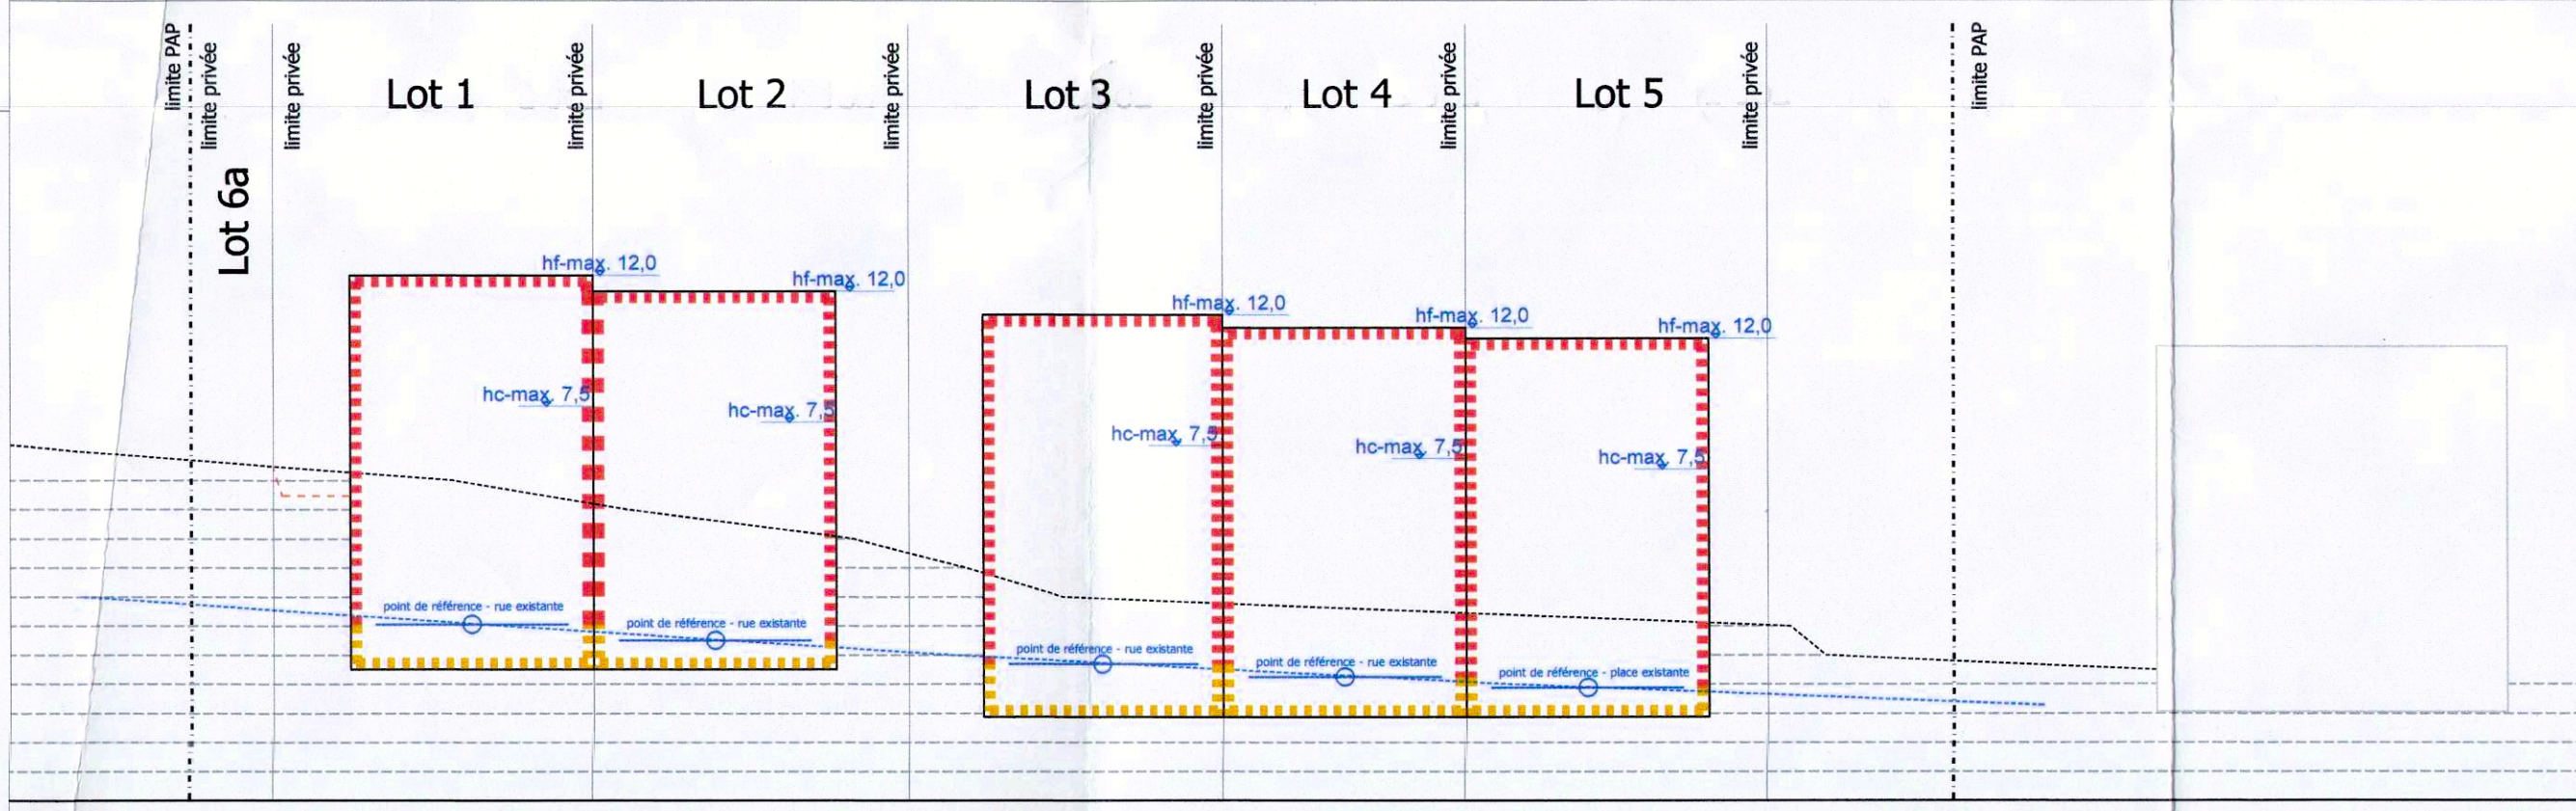 limite PAP
limite privée
limite privée
Lot 1
limite privée
Lot 2
limite privée
Lot 3
limite privée
Lot 4
limite privée
Lot 5
limite privée
limite PAP
Lot 6a
hf-max. 12,0
hf-max. 12,0
hf-max. 12,0
hf-max. 12,0
hf-max. 12,0
hc-max. 7,5
hc-max. 7,5
hc-max. 7,5
hc-max. 7,5
hc-max. 7,5
point de référence - rue existante
point de référence - rue existante
point de référence - rue existante
point de référence - rue existante
point de référence - place existante